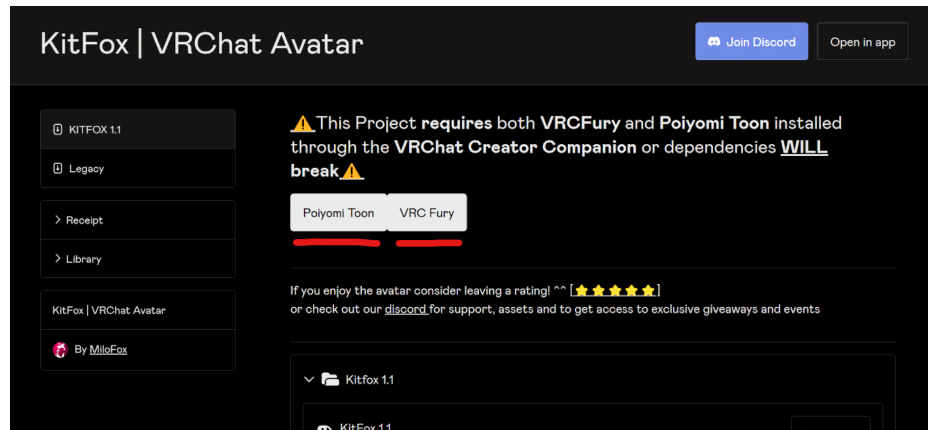 KitFox | VRChat Avatar
Join Discord
Open in app
KITFOX 1.1
Legacy
Receipt
Library
KitFox | VRChat Avatar
By MiloFox
⚠️This Project requires both VRCFury and Poiyomi Toon installed
through the VRChat Creator Companion or dependencies WILL
break⚠️
Poiyomi Toon
VRC Fury
If you enjoy the avatar consider leaving a rating! ^^ [⭐⭐⭐⭐⭐]
or check out our discord for support, assets and to get access to exclusive giveaways and events
Kitfox 1.1
KitFox 1.1